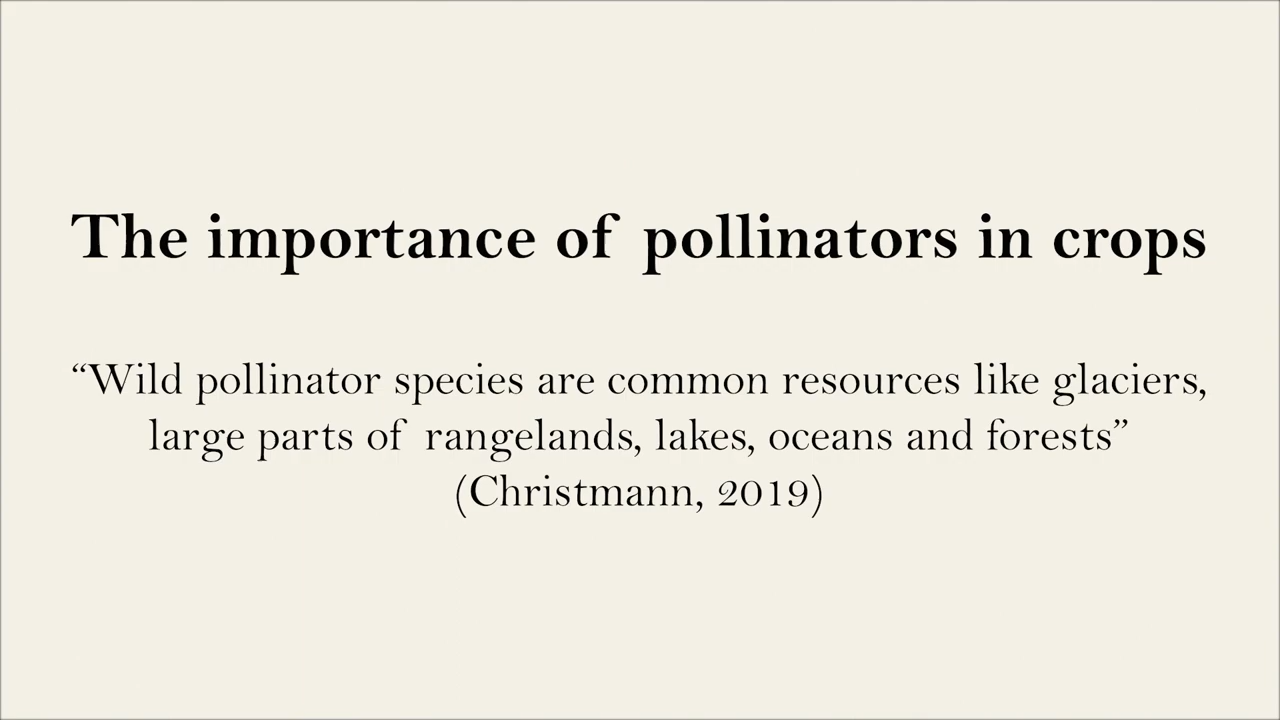 The importance of pollinators in crops
“Wild pollinator species are common resources like glaciers,
large parts of rangelands, lakes, oceans and forests”
(Christmann, 2019)